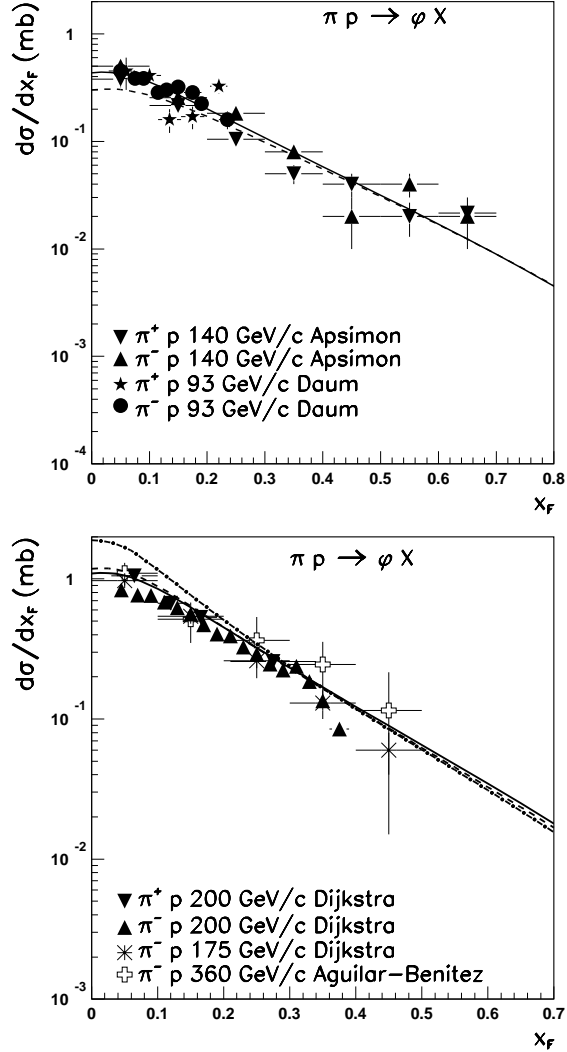 π p → φ X
dσ/dx_F (mb)
1
10⁻¹
10⁻²
10⁻³
10⁻⁴
▼ π⁺ p 140 GeV/c Apsimon
▲ π⁻ p 140 GeV/c Apsimon
★ π⁺ p 93 GeV/c Daum
● π⁻ p 93 GeV/c Daum
0 0.1 0.2 0.3 0.4 0.5 0.6 0.7 0.8
x_F
π p → φ X
dσ/dx_F (mb)
1
10⁻¹
10⁻²
10⁻³
▼ π⁺ p 200 GeV/c Dijkstra
▲ π⁻ p 200 GeV/c Dijkstra
✳ π⁻ p 175 GeV/c Dijkstra
✚ π⁻ p 360 GeV/c Aguilar-Benitez
0 0.1 0.2 0.3 0.4 0.5 0.6 0.7
x_F